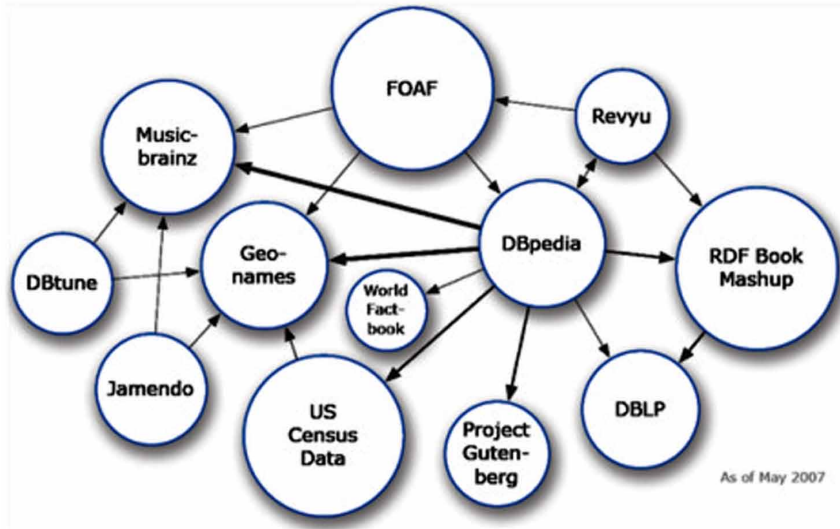 FOAF
Music-
brainz
Revyu
DBpedia
Geo-
names
RDF Book
Mashup
DBtune
World
Fact-
book
Jamendo
US
Census
Data
Project
Guten-
berg
DBLP
As of May 2007